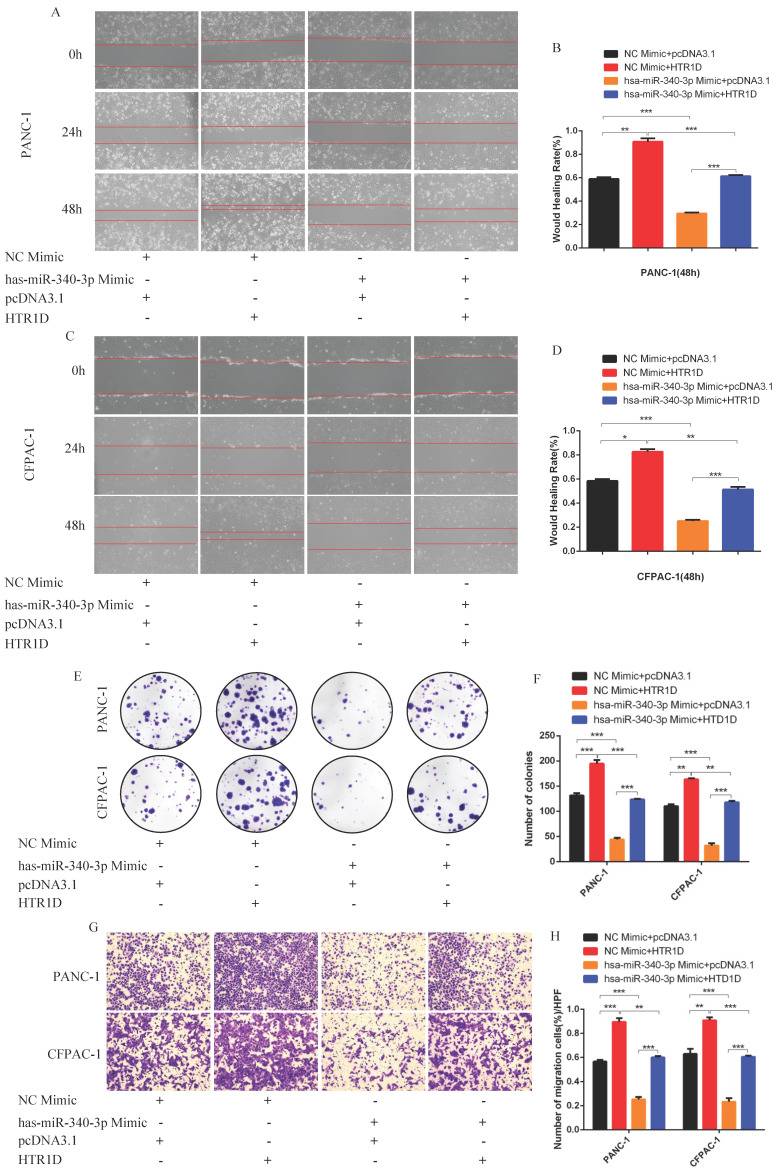 A
0h
PANC-1
24h
48h
NC Mimic + + - -
has-miR-340-3p Mimic - - + +
pcDNA3.1 + - + -
HTR1D - + - +
B
NC Mimic+pcDNA3.1
NC Mimic+HTR1D
hsa-miR-340-3p Mimic+pcDNA3.1
hsa-miR-340-3p Mimic+HTR1D
***
** ***
***
Would Healing Rate(%)
1.0
0.8
0.6
0.4
0.2
0.0
PANC-1(48h)
C
0h
CFPAC-1
24h
48h
NC Mimic + + - -
has-miR-340-3p Mimic - - + +
pcDNA3.1 + - + -
HTR1D - + - +
D
NC Mimic+pcDNA3.1
NC Mimic+HTR1D
hsa-miR-340-3p Mimic+pcDNA3.1
hsa-miR-340-3p Mimic+HTR1D
***
* **
***
Would Healing Rate(%)
1.0
0.8
0.6
0.4
0.2
0.0
CFPAC-1(48h)
E
PANC-1
CFPAC-1
NC Mimic + + - -
has-miR-340-3p Mimic - - + +
pcDNA3.1 + - + -
HTR1D - + - +
F
NC Mimic+pcDNA3.1
NC Mimic+HTR1D
hsa-miR-340-3p Mimic+pcDNA3.1
hsa-miR-340-3p Mimic+HTD1D
*** ***
*** *** ** **
*** ***
Number of colonies
250
200
150
100
50
0
PANC-1 CFPAC-1
G
PANC-1
CFPAC-1
NC Mimic + + - -
has-miR-340-3p Mimic - - + +
pcDNA3.1 + - + -
HTR1D - + - +
H
NC Mimic+pcDNA3.1
NC Mimic+HTR1D
hsa-miR-340-3p Mimic+pcDNA3.1
hsa-miR-340-3p Mimic+HTD1D
*** ***
*** ** ** ***
*** ***
Number of migration cells(%)/HPF
1.0
0.8
0.6
0.4
0.2
0.0
PANC-1 CFPAC-1